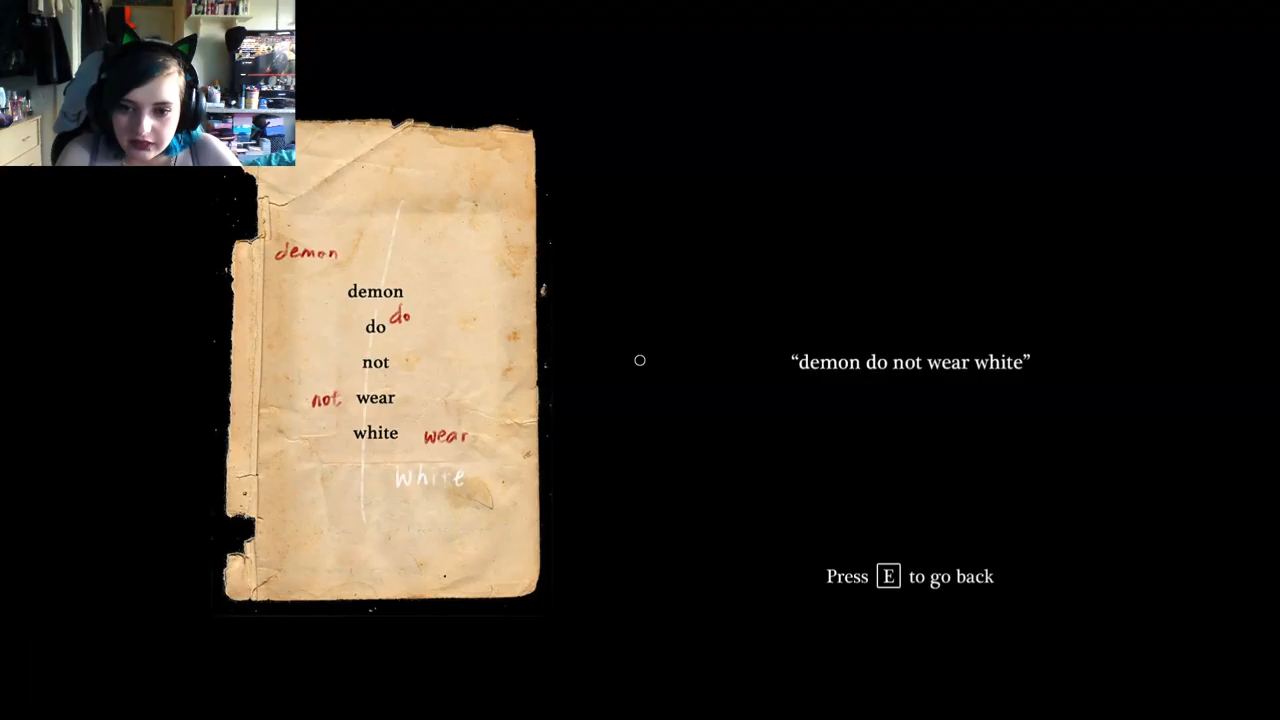 demon
demon
do do
not
not wear
white wear
white
“demon do not wear white”
Press E to go back